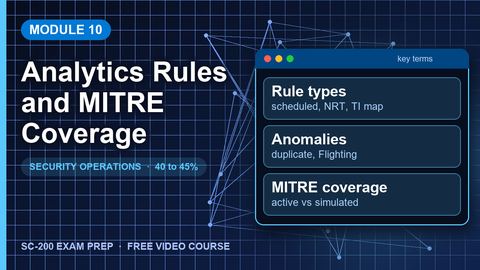 MODULE 10
Analytics Rules
and MITRE
Coverage
SECURITY OPERATIONS · 40 to 45%
SC-200 EXAM PREP · FREE VIDEO COURSE
key terms
Rule types
scheduled, NRT, TI map
Anomalies
duplicate, Flighting
MITRE coverage
active vs simulated